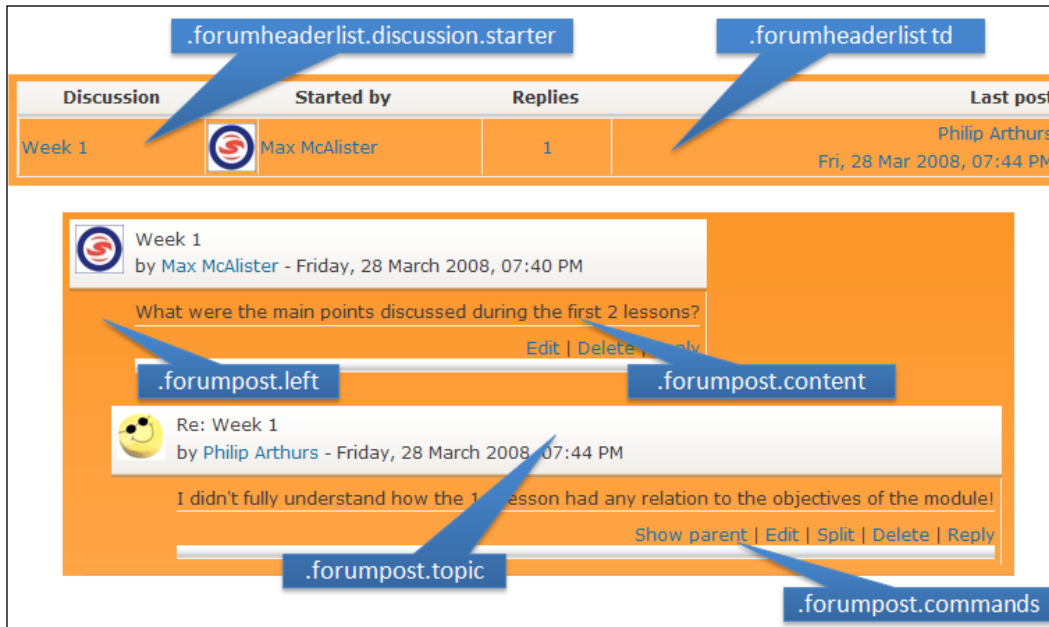 .forumheaderlist.discussion.starter
.forumheaderlist td
Discussion Started by Replies Last post
Week 1 Max McAlister 1 Philip Arthurs
Fri, 28 Mar 2008, 07:44 PM
Week 1
by Max McAlister - Friday, 28 March 2008, 07:40 PM
What were the main points discussed during the first 2 lessons?
Edit | Delete | Reply
.forumpost.left
.forumpost.content
Re: Week 1
by Philip Arthurs - Friday, 28 March 2008, 07:44 PM
I didn't fully understand how the lesson had any relation to the objectives of the module!
Show parent | Edit | Split | Delete | Reply
.forumpost.topic
.forumpost.commands